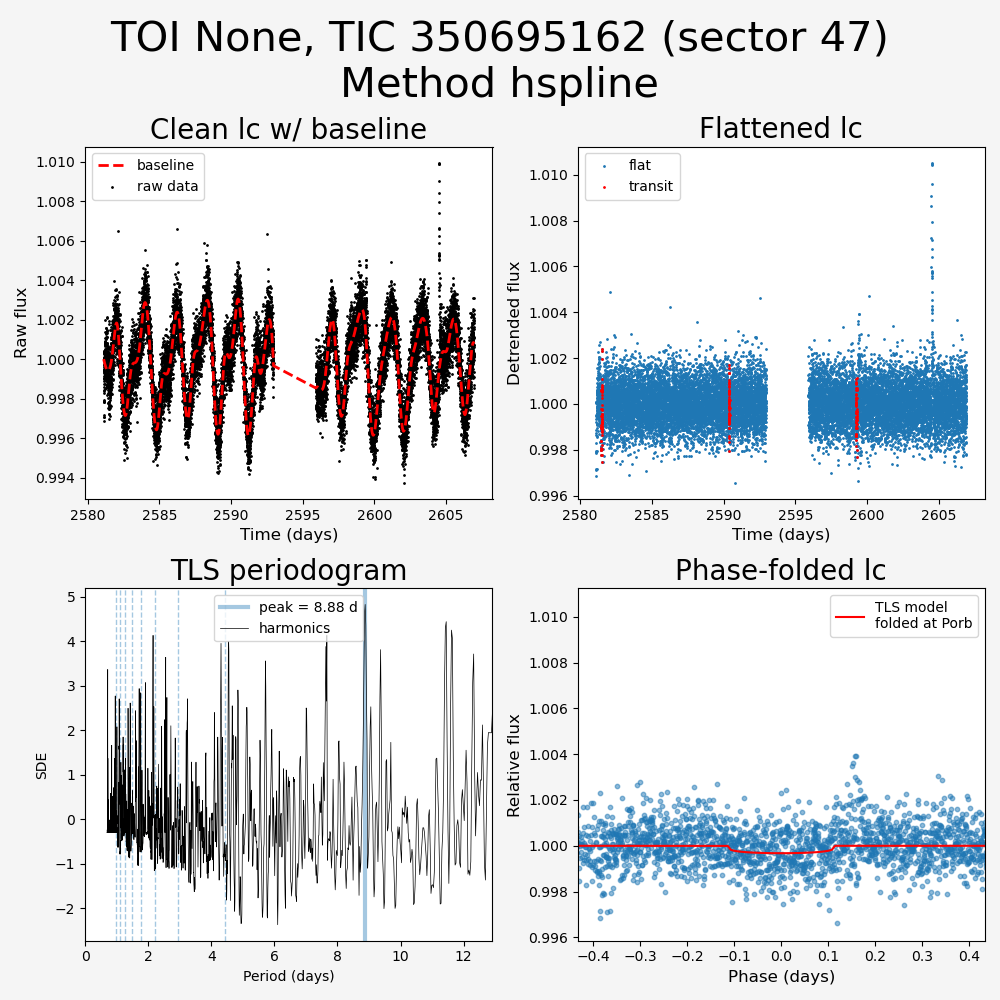 TOI None, TIC 350695162 (sector 47)
Method hspline
Clean lc w/ baseline
baseline
raw data
1.010
1.008
1.006
1.004
1.002
1.000
0.998
0.996
0.994
Raw flux
2580
2585
2590
2595
2600
2605
Time (days)
Flattened lc
flat
transit
1.010
1.008
1.006
1.004
1.002
1.000
0.998
0.996
Detrended flux
2580
2585
2590
2595
2600
2605
Time (days)
TLS periodogram
peak = 8.88 d
harmonics
5
4
3
2
1
0
−1
−2
SDE
0
2
4
6
8
10
12
Period (days)
Phase-folded lc
TLS model
folded at Porb
1.010
1.008
1.006
1.004
1.002
1.000
0.998
0.996
Relative flux
−0.4
−0.3
−0.2
−0.1
0.0
0.1
0.2
0.3
0.4
Phase (days)